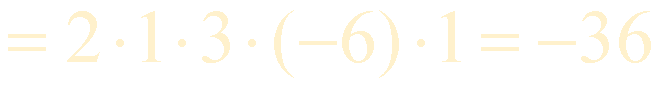 = 2 · 1 · 3 · (−6) · 1 = −36